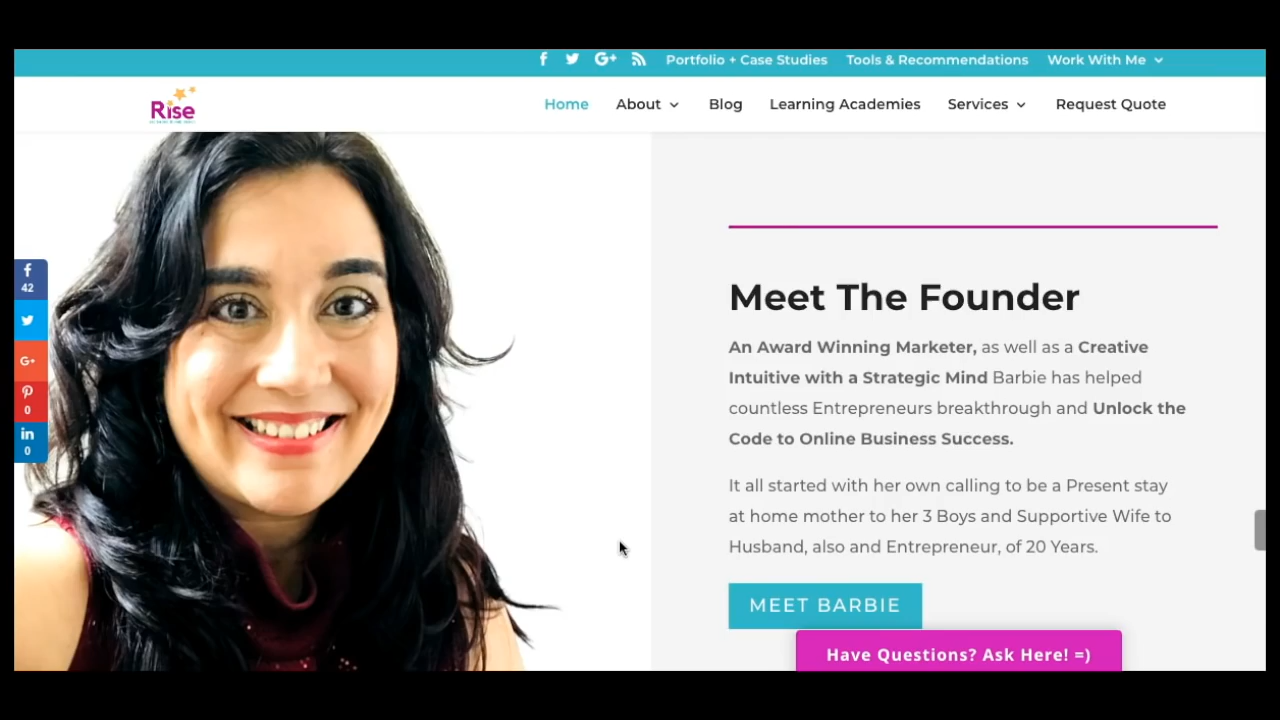 Portfolio + Case Studies Tools & Recommendations Work With Me
Rise
Home About Blog Learning Academies Services Request Quote
42
0
0
Meet The Founder
An Award Winning Marketer, as well as a Creative
Intuitive with a Strategic Mind Barbie has helped
countless Entrepreneurs breakthrough and Unlock the
Code to Online Business Success.
It all started with her own calling to be a Present stay
at home mother to her 3 Boys and Supportive Wife to
Husband, also and Entrepreneur, of 20 Years.
MEET BARBIE
Have Questions? Ask Here! =)